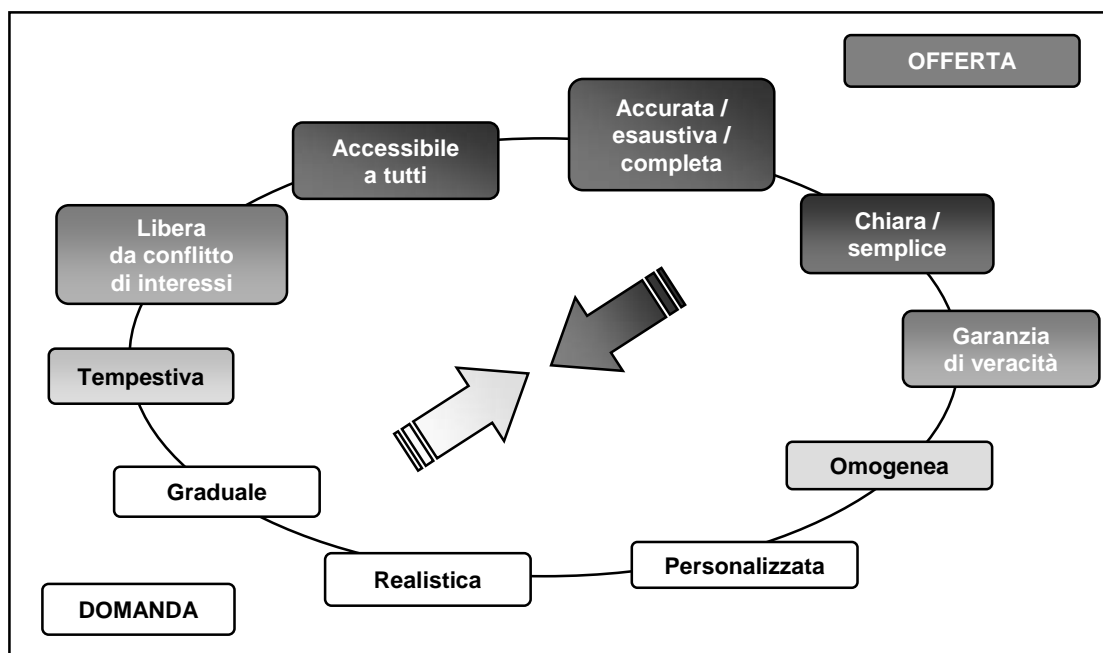 OFFERTA
Accurata /
esaustiva /
completa
Accessibile
a tutti
Chiara /
semplice
Libera
da conflitto
di interessi
Garanzia
di veracità
Tempestiva
Omogenea
Graduale
Personalizzata
Realistica
DOMANDA